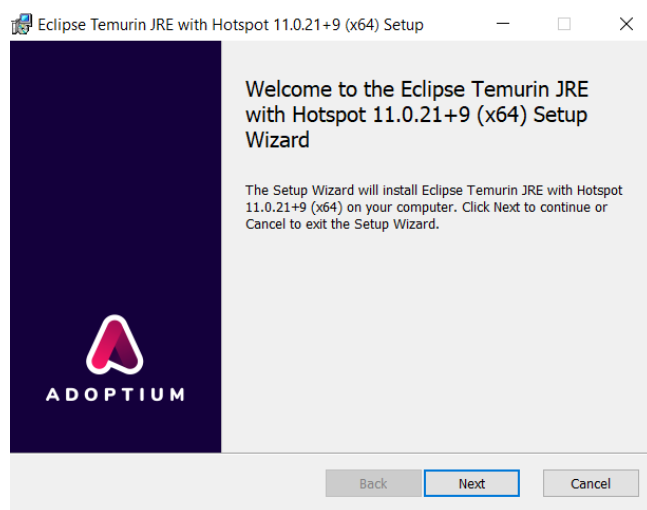 Eclipse Temurin JRE with Hotspot 11.0.21+9 (x64) Setup
Welcome to the Eclipse Temurin JRE
with Hotspot 11.0.21+9 (x64) Setup
Wizard
The Setup Wizard will install Eclipse Temurin JRE with Hotspot
11.0.21+9 (x64) on your computer. Click Next to continue or
Cancel to exit the Setup Wizard.
ADOPTIUM
Back Next Cancel